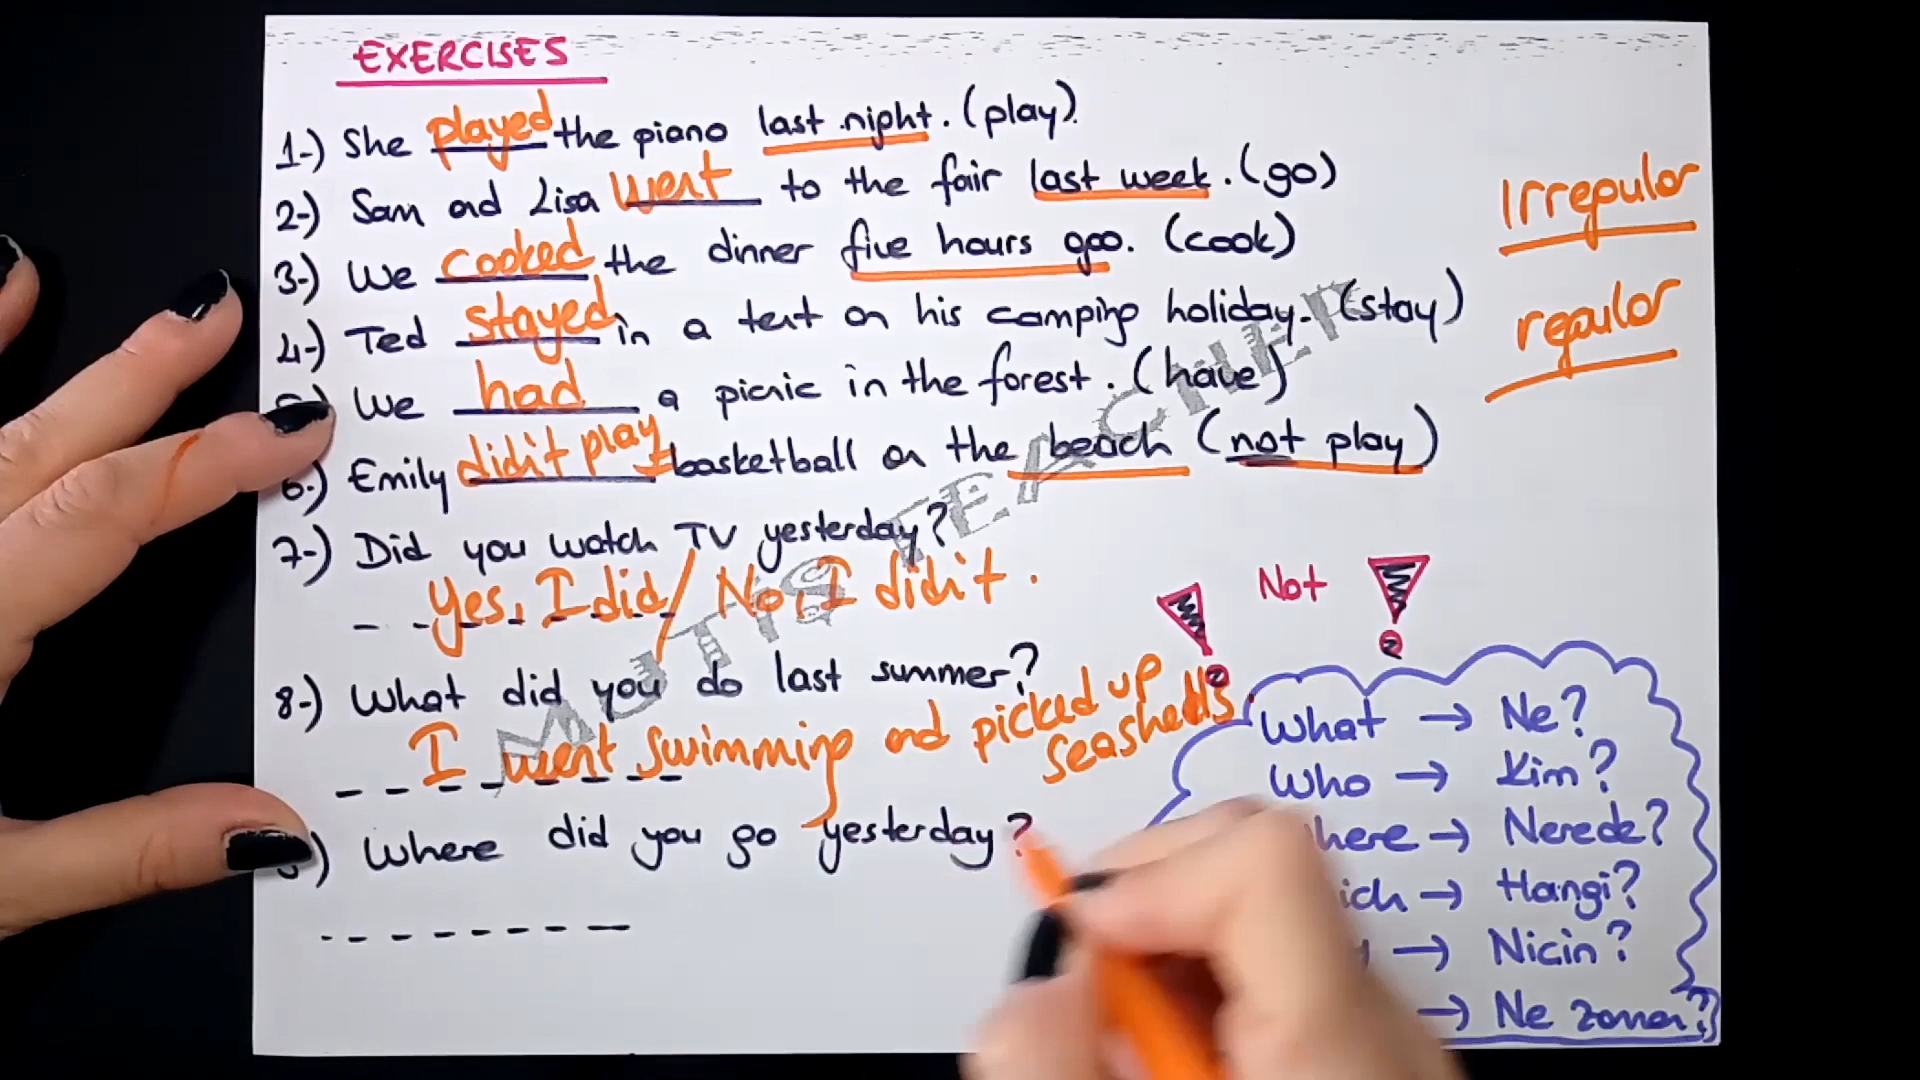 EXERCISES
1-) She played the piano last night. (play).
2-) Sam and Lisa went to the fair last week. (go)
3-) We cooked the dinner five hours ago. (cook)
4-) Ted stayed in a tent on his camping holiday. (stay)
We had a picnic in the forest. (have)
6-) Emily didn't play basketball on the beach (not play)
7-) Did you watch TV yesterday?
Yes, I did / No, I didn't.
8-) What did you do last summer?
I went swimming and picked up
seashells.
) Where did you go yesterday?
Irregular
regular
Not
What → Ne?
Who → Kim?
here → Nerede?
ich → Hangi?
→ Nicin?
→ Ne zaman?
TEACHER